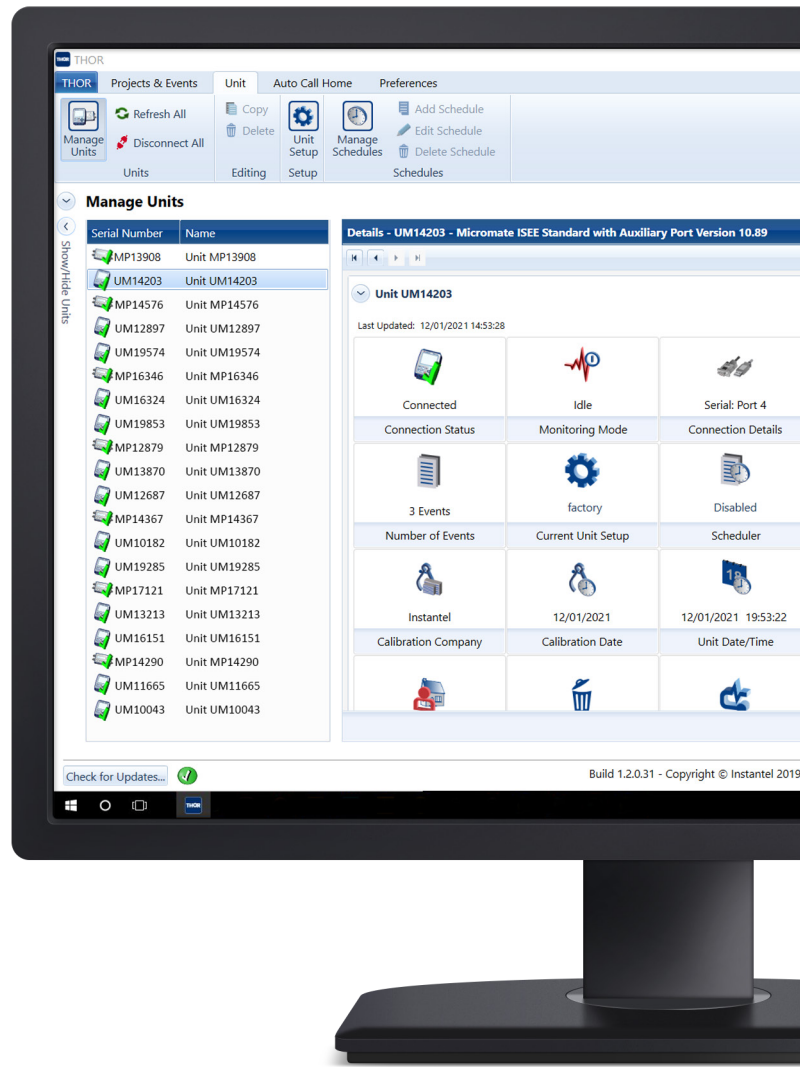 THOR THOR
THOR Projects & Events Unit Auto Call Home Preferences
Manage Units
Refresh All
Disconnect All
Units
Copy
Delete
Editing
Unit Setup
Setup
Manage Schedules
Add Schedule
Edit Schedule
Delete Schedule
Schedules
Manage Units
Show/Hide Units
Serial Number Name
MP13908 Unit MP13908
UM14203 Unit UM14203
MP14576 Unit MP14576
UM12897 Unit UM12897
UM19574 Unit UM19574
MP16346 Unit MP16346
UM16324 Unit UM16324
UM19853 Unit UM19853
MP12879 Unit MP12879
UM13870 Unit UM13870
UM12687 Unit UM12687
MP14367 Unit MP14367
UM10182 Unit UM10182
UM19285 Unit UM19285
MP17121 Unit MP17121
UM13213 Unit UM13213
UM16151 Unit UM16151
MP14290 Unit MP14290
UM11665 Unit UM11665
UM10043 Unit UM10043
Details - UM14203 - Micromate ISEE Standard with Auxiliary Port Version 10.89
Unit UM14203
Last Updated: 12/01/2021 14:53:28
Connected Idle Serial: Port 4
Connection Status Monitoring Mode Connection Details
3 Events factory Disabled
Number of Events Current Unit Setup Scheduler
18
Instantel 12/01/2021 12/01/2021 19:53:22
Calibration Company Calibration Date Unit Date/Time
Check for Updates...
Build 1.2.0.31 - Copyright © Instantel 2019
THOR